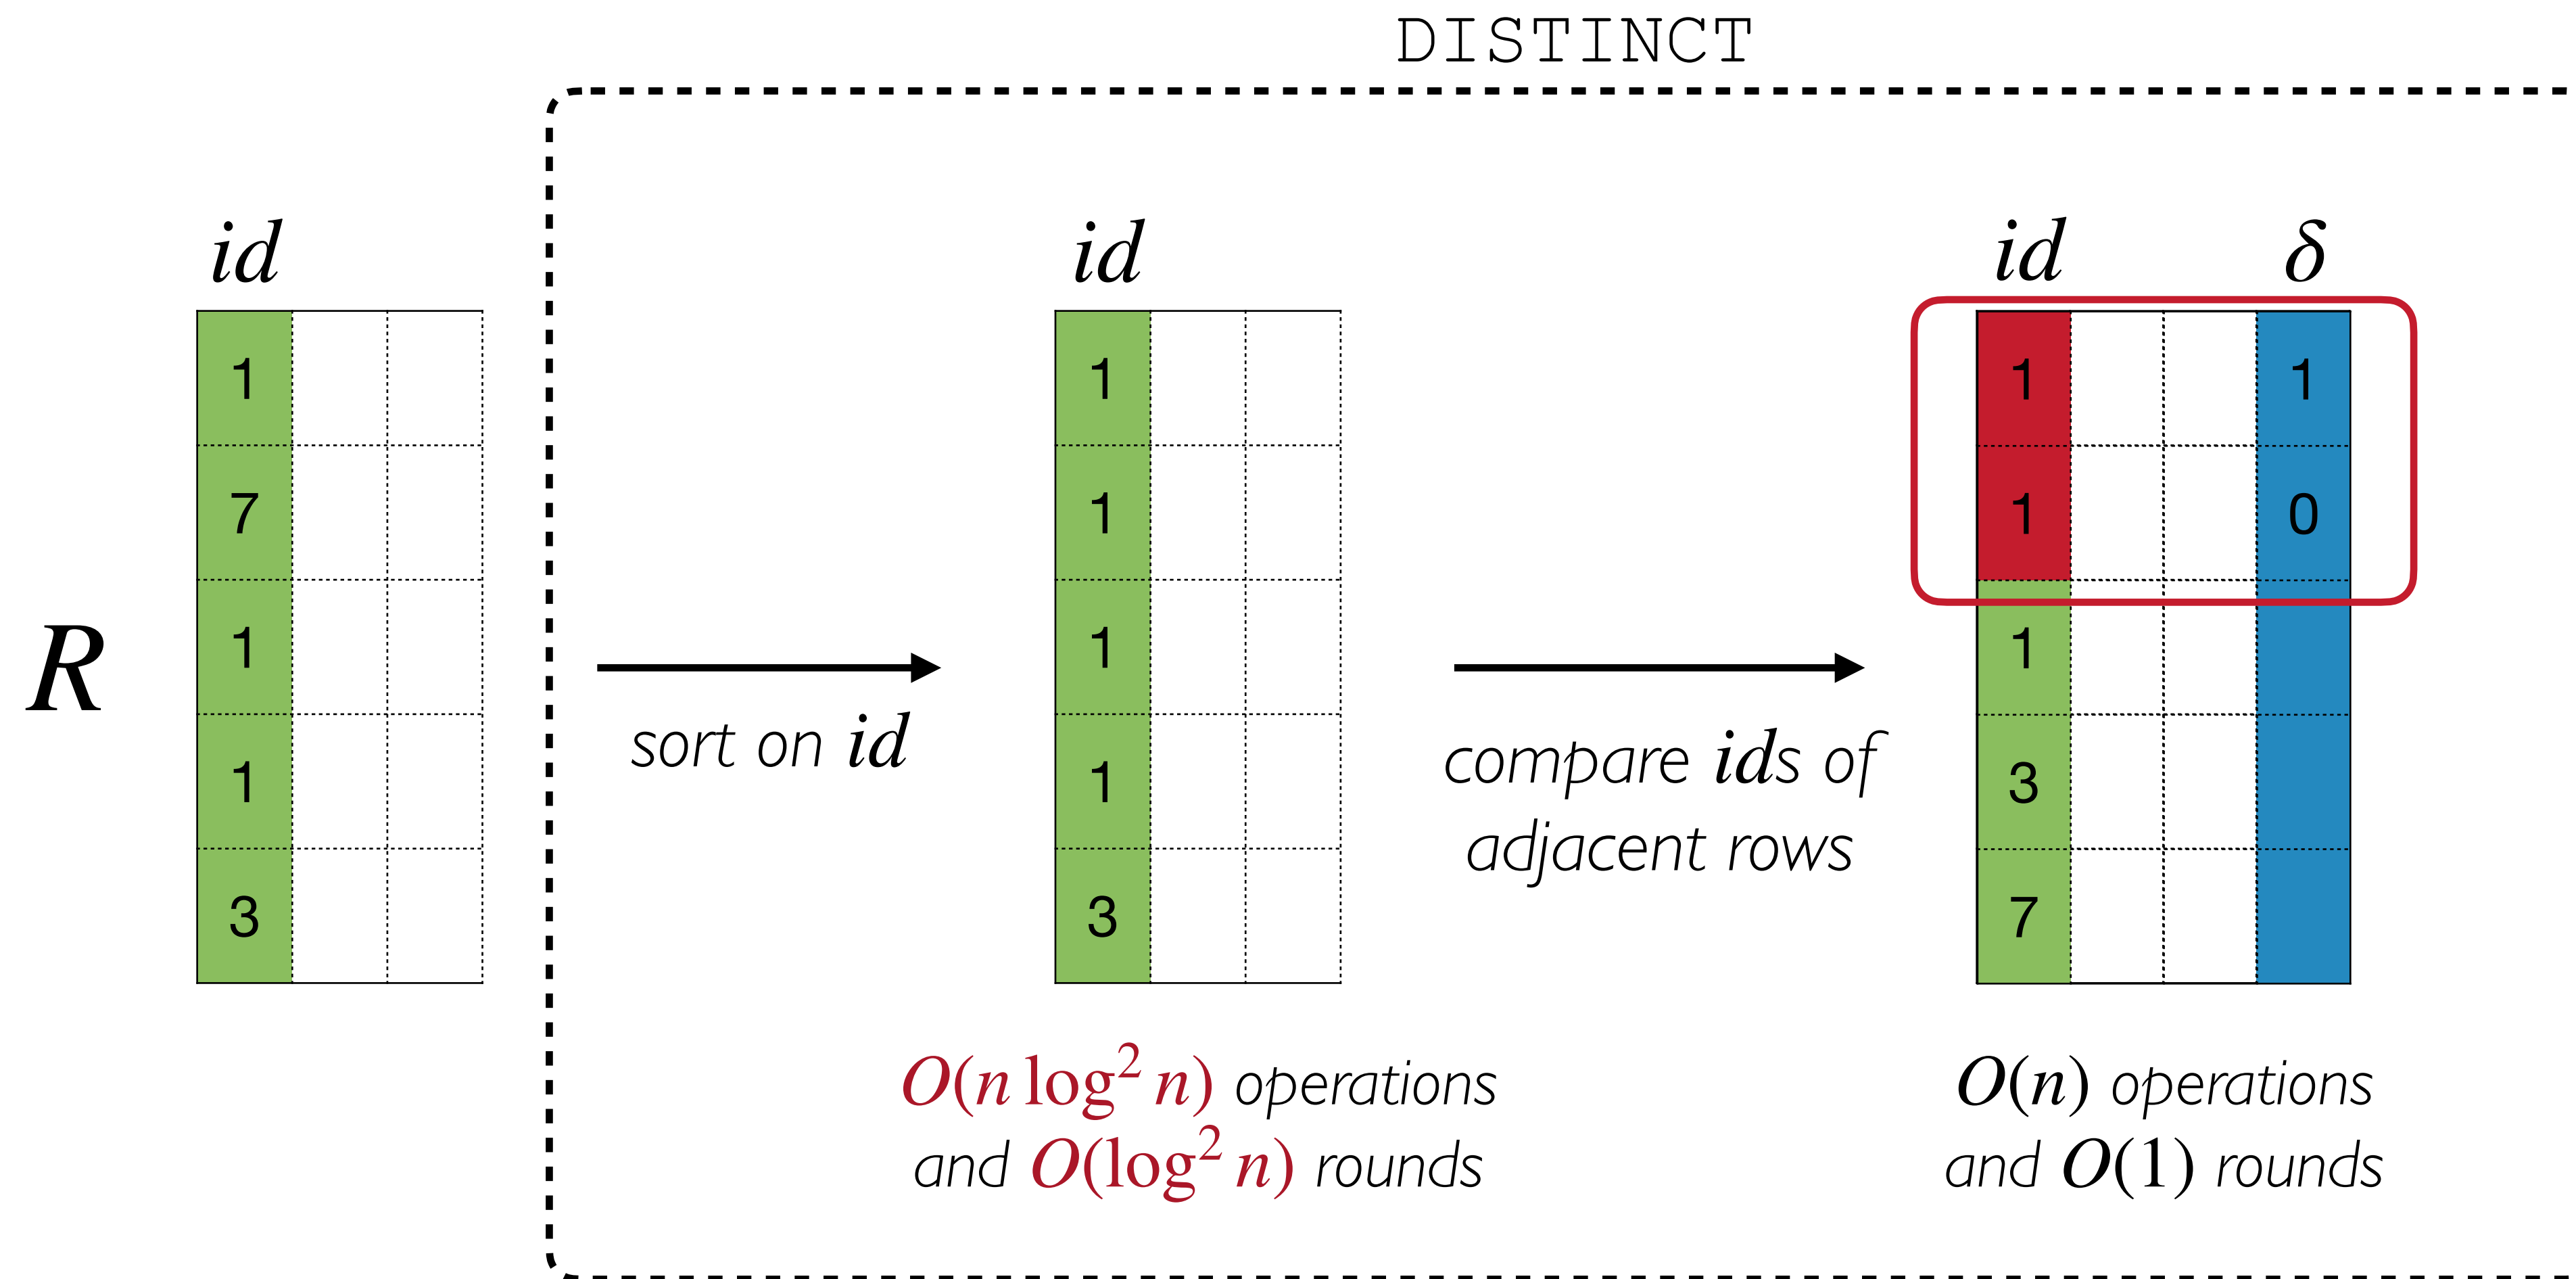 DISTINCT
R
id
1
7
1
1
3
sort on id
id
1
1
1
1
3
O(n log² n) operations
and O(log² n) rounds
compare ids of
adjacent rows
id δ
1 1
1 0
1
3
7
O(n) operations
and O(1) rounds